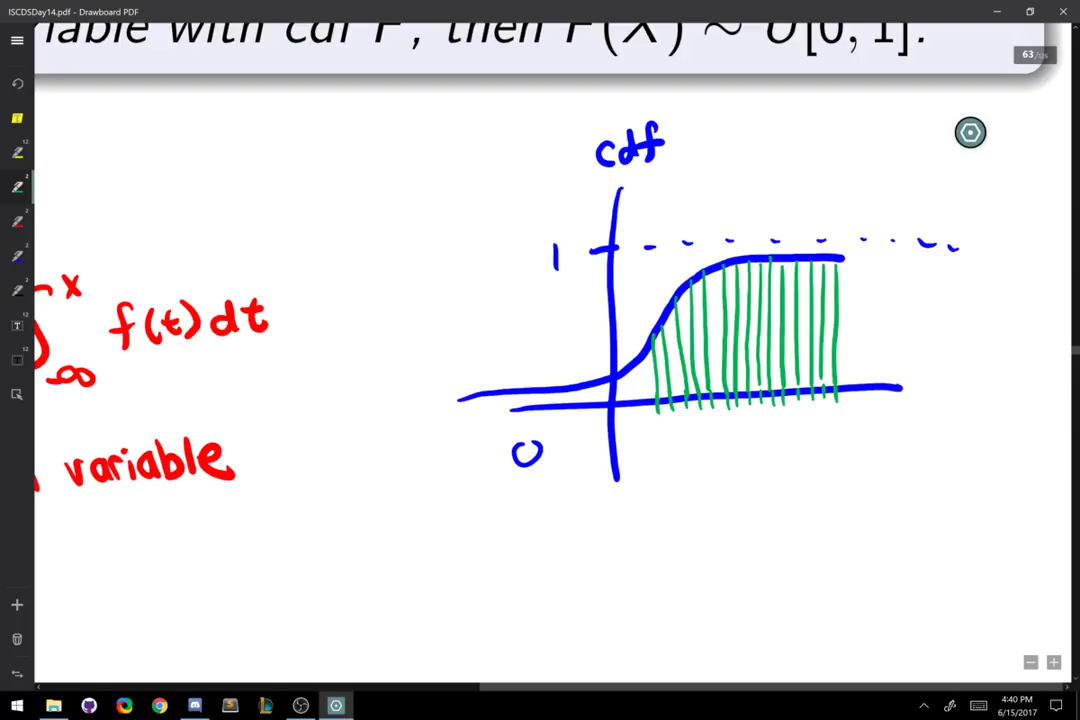 ISCDSDay14.pdf - Drawboard PDF
iable with cdf F, then F(X) ~ U[0, 1].
63/126
cdf
1
x
f(t) dt
-∞
0
variable
4:40 PM
6/15/2017